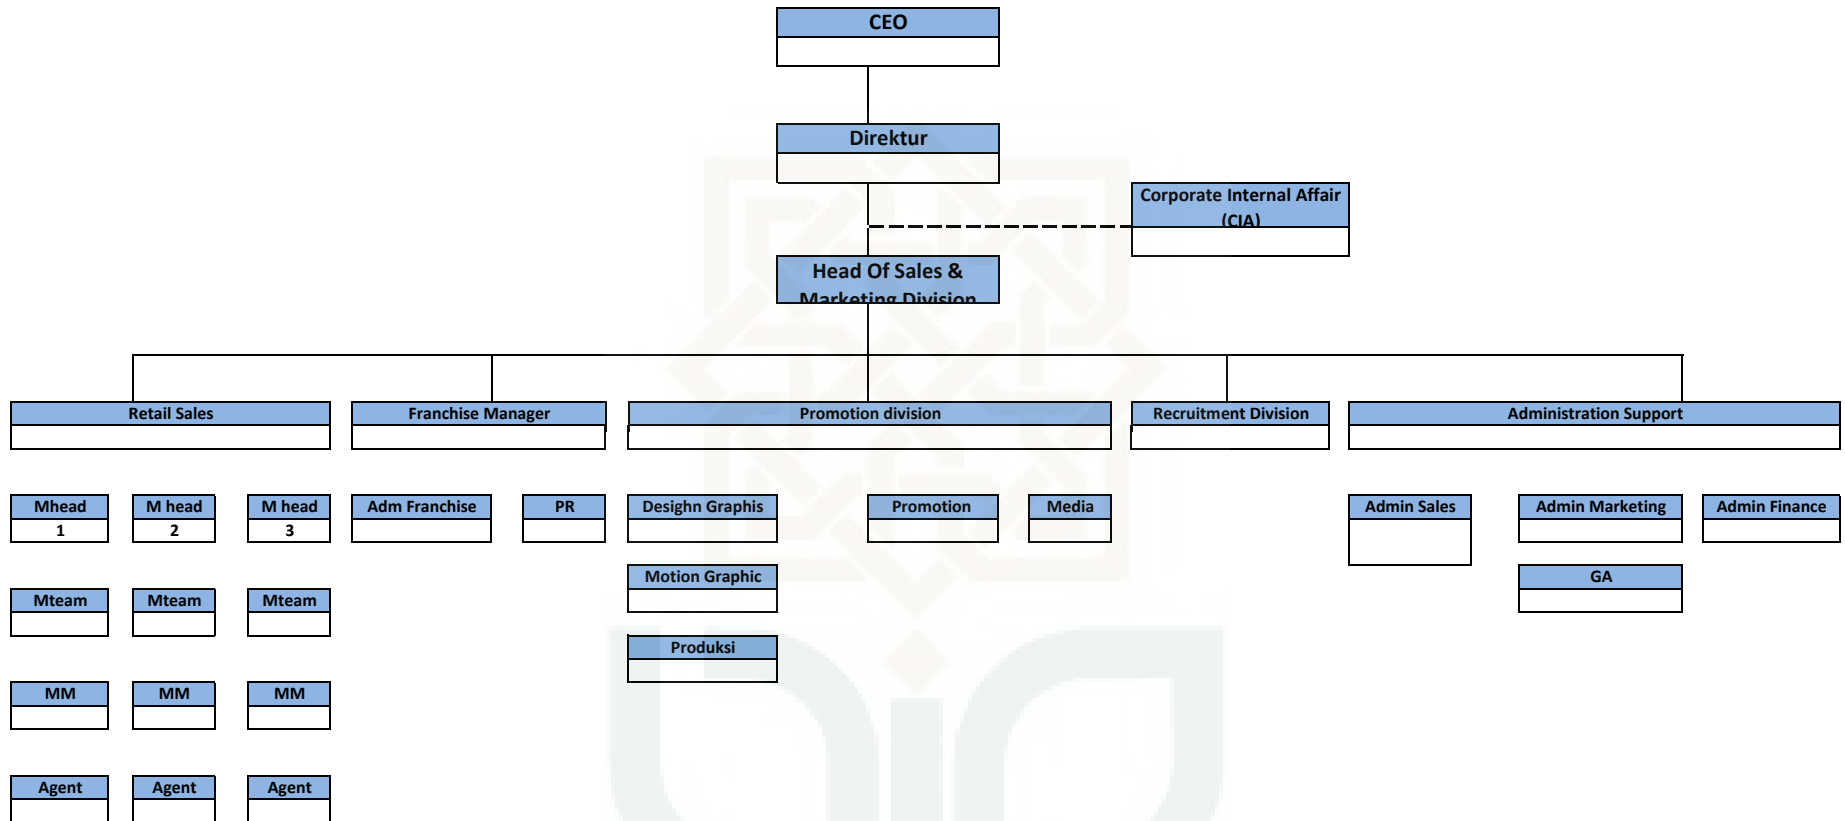 CEO
Direktur
Corporate Internal Affair
(CIA)
Head Of Sales &
Marketing Division
Retail Sales
Franchise Manager
Promotion division
Recruitment Division
Administration Support
Mhead
1
M head
2
M head
3
Adm Franchise
PR
Desighn Graphis
Promotion
Media
Admin Sales
Admin Marketing
Admin Finance
Motion Graphic
GA
Mteam
Mteam
Mteam
Produksi
MM
MM
MM
Agent
Agent
Agent